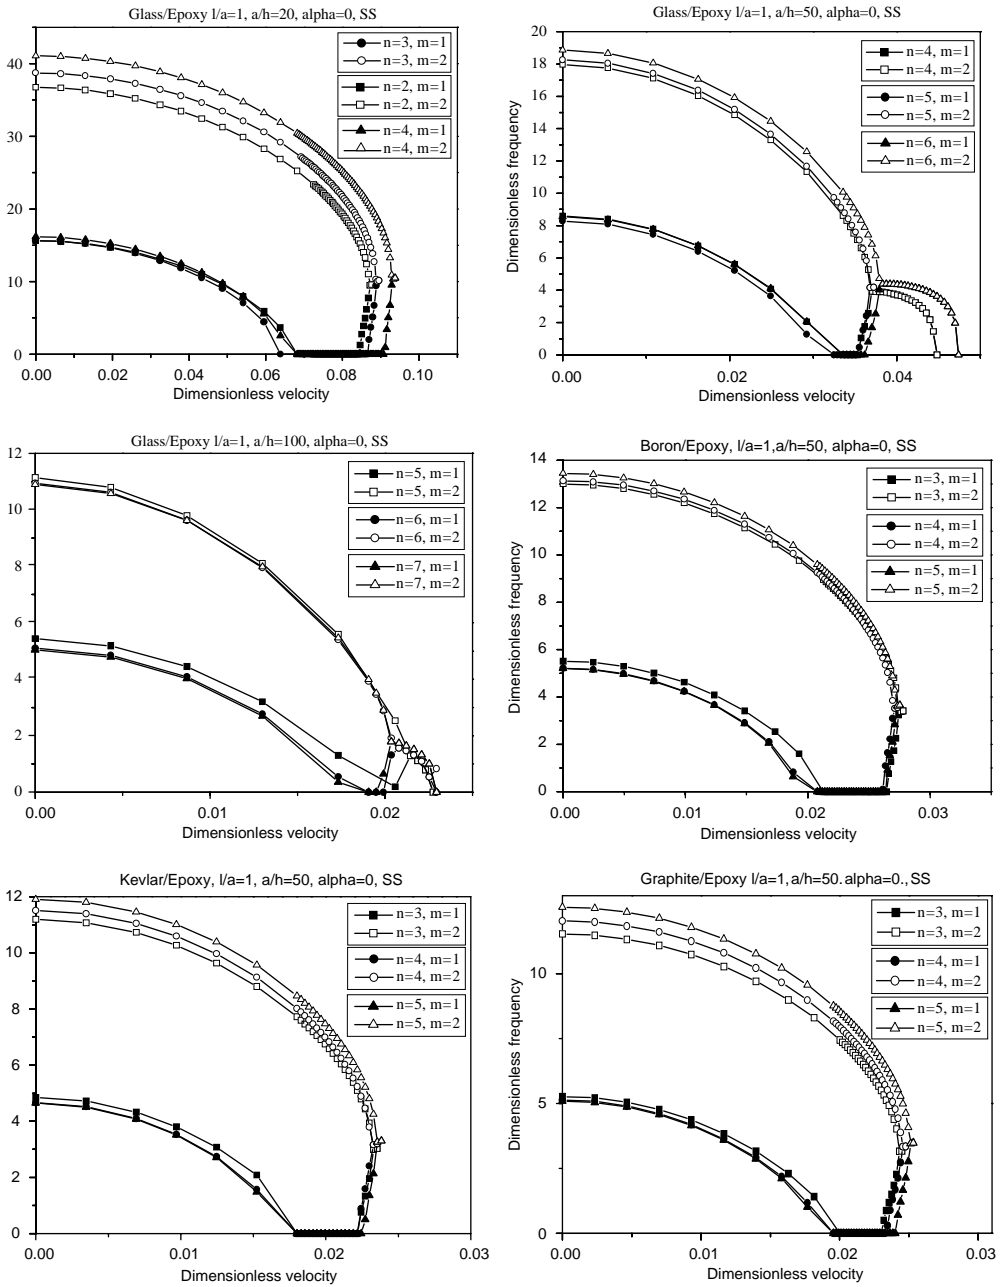 Glass/Epoxy l/a=1, a/h=20, alpha=0, SS
n=3, m=1
n=3, m=2
n=2, m=1
n=2, m=2
n=4, m=1
n=4, m=2
40
30
20
10
0
0.00
0.02
0.04
0.06
0.08
0.10
Dimensionless velocity
Glass/Epoxy l/a=1, a/h=50, alpha=0, SS
n=4, m=1
n=4, m=2
n=5, m=1
n=5, m=2
n=6, m=1
n=6, m=2
Dimensionless frequency
20
18
16
14
12
10
8
6
4
2
0
0.00
0.02
0.04
Dimensionless velocity
Glass/Epoxy l/a=1, a/h=100, alpha=0, SS
n=5, m=1
n=5, m=2
n=6, m=1
n=6, m=2
n=7, m=1
n=7, m=2
12
10
8
6
4
2
0
0.00
0.01
0.02
Dimensionless velocity
Boron/Epoxy, l/a=1,a/h=50, alpha=0, SS
n=3, m=1
n=3, m=2
n=4, m=1
n=4, m=2
n=5, m=1
n=5, m=2
Dimensionless frequency
14
12
10
8
6
4
2
0
0.00
0.01
0.02
0.03
Dimensionless velocity
Kevlar/Epoxy, l/a=1, a/h=50, alpha=0, SS
n=3, m=1
n=3, m=2
n=4, m=1
n=4, m=2
n=5, m=1
n=5, m=2
12
10
8
6
4
2
0
0.00
0.01
0.02
0.03
Dimensionless velocity
Graphite/Epoxy l/a=1,a/h=50. alpha=0., SS
n=3, m=1
n=3, m=2
n=4, m=1
n=4, m=2
n=5, m=1
n=5, m=2
Dimensionless frequency
10
5
0
0.00
0.01
0.02
0.03
Dimensionless velocity